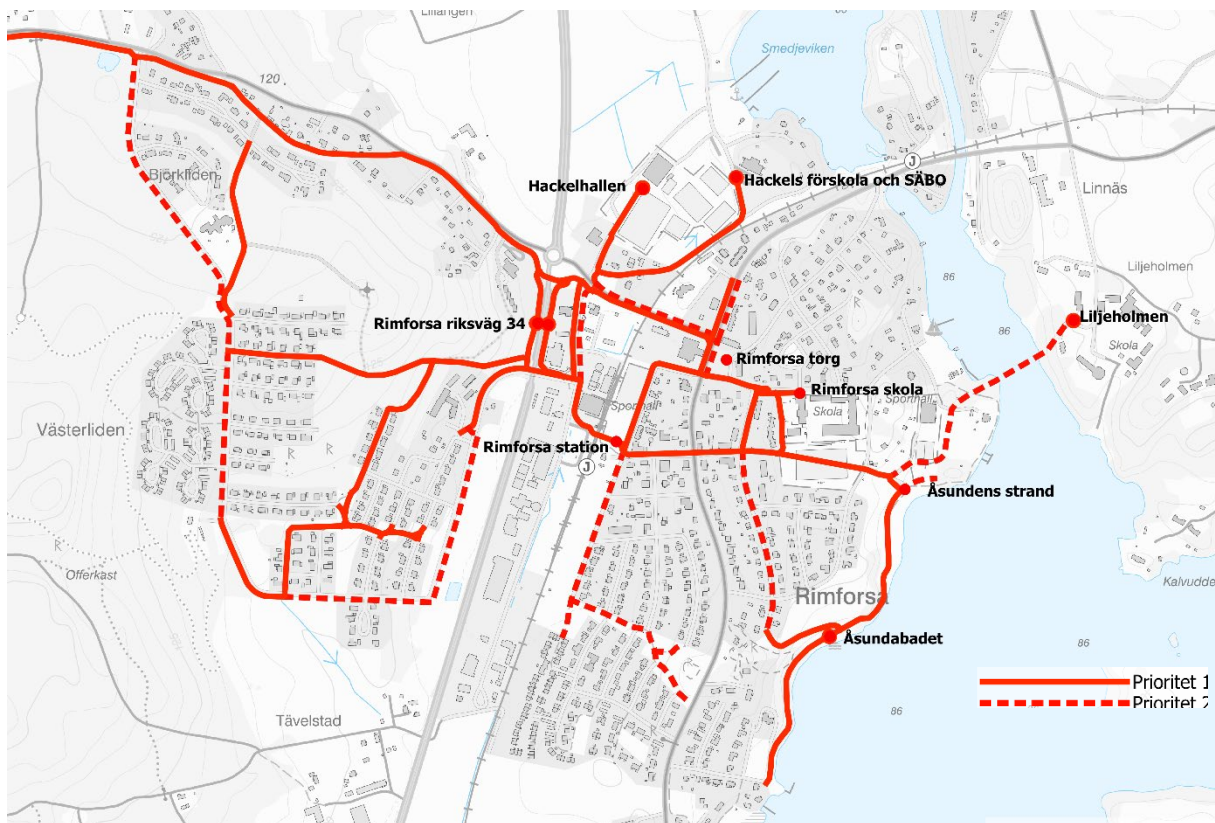 Lillängen
86
Smedjeviken
120
J
Björkliden
Hackelhallen
Hackels förskola och SÄBO
Linnäs
86
Liljeholmen
Rimforsa riksväg 34
86
Liljeholmen
Skola
Rimforsa torg
R
Rimforsa skola
Sporthall
Skola
Sporthall
Västerliden
R R
Rimforsa station
J
Åsundens strand
R
Offerkast
Kalvudde
Rimforsa
Åsundabadet
86
Prioritet 1
Prioritet 2
86
Tävelstad
R